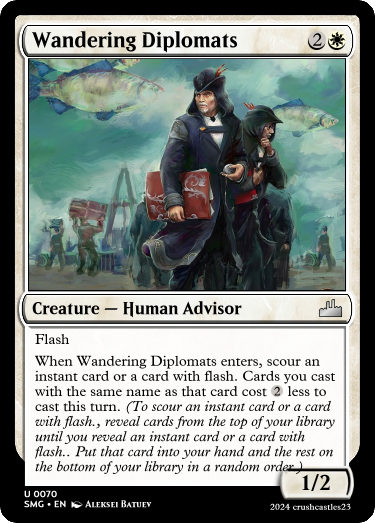 Wandering Diplomats 2
Creature — Human Advisor
Flash
When Wandering Diplomats enters, scour an
instant card or a card with flash. Cards you cast
with the same name as that card cost 2 less to
cast this turn. (To scour an instant card or a card
with flash., reveal cards from the top of your library
until you reveal an instant card or a card with
flash.. Put that card into your hand and the rest on
the bottom of your library in a random order.)
1/2
U 0070
SMG • EN Aleksei Batuev
2024 crushcastles23